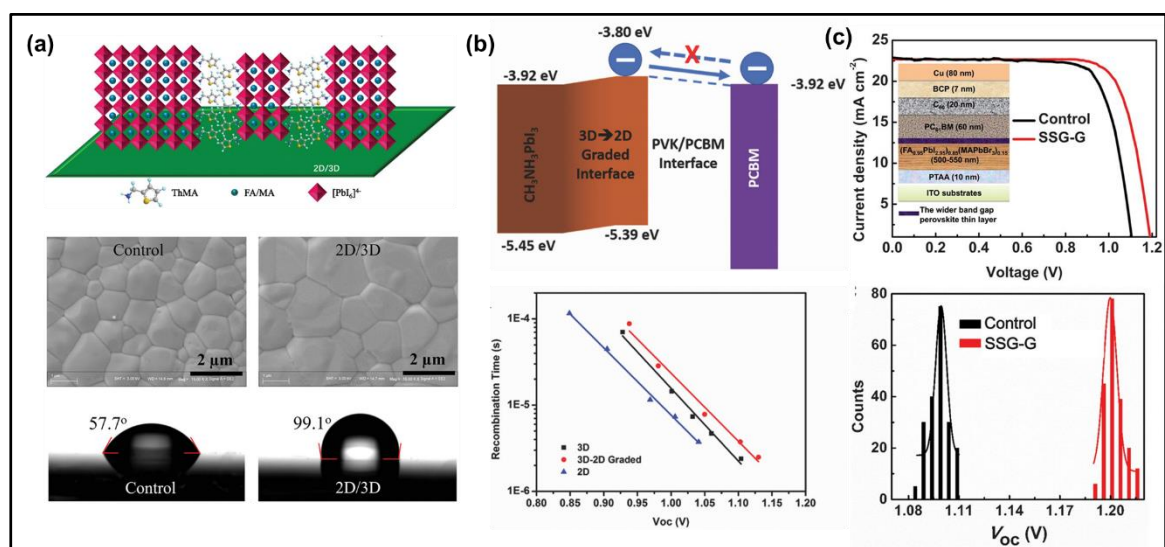 (a)
2D/3D
ThMA
FA/MA
[PbI₆]⁴⁻
Control
2D/3D
2 µm
2 µm
57.7°
99.1°
Control
2D/3D
(b)
-3.80 eV
-3.92 eV
-3.92 eV
CH₃NH₃PbI₃
3D➔2D
Graded
Interface
PVK/PCBM
Interface
PCBM
-5.45 eV
-5.39 eV
Recombination Time (s)
1E-4
1E-5
1E-6
3D
3D-2D Graded
2D
0.80 0.85 0.90 0.95 1.00 1.05 1.10 1.15 1.20
Voc (V)
(c)
Current density (mA cm⁻²)
25
20
15
10
5
0
Cu (80 nm)
BCP (7 nm)
C₆₀ (20 nm)
PC₆₁BM (60 nm)
(500-550 nm)
PTAA (10 nm)
ITO substrates
The wider band gap
perovskite thin layer
Control
SSG-G
0.0 0.2 0.4 0.6 0.8 1.0 1.2
Voltage (V)
Counts
80
60
40
20
0
Control
SSG-G
1.08 1.11 1.14 1.17 1.20
V_OC (V)